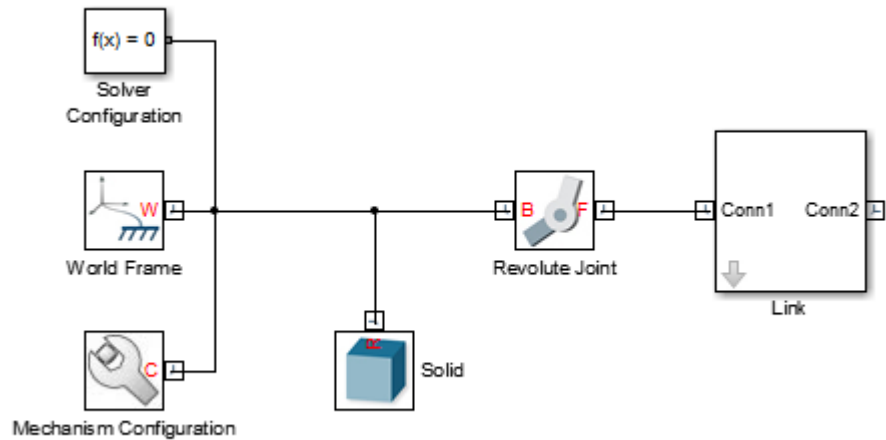 f(x) = 0
Solver
Configuration
W
World Frame
B
F
Revolute Joint
Conn1
Conn2
Link
R
Solid
C
Mechanism Configuration